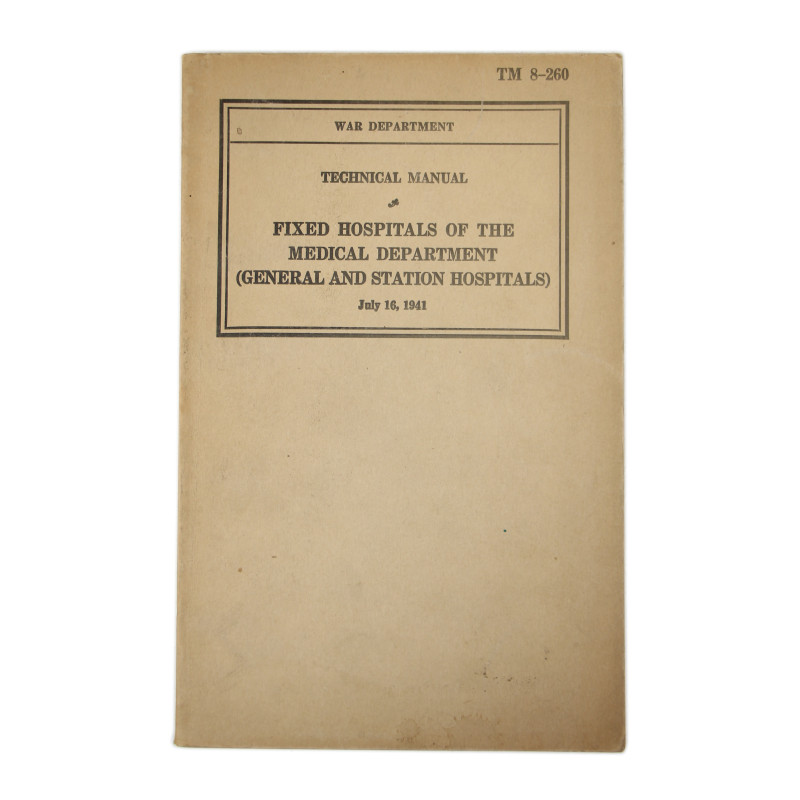 TM 8-260
WAR DEPARTMENT
TECHNICAL MANUAL
FIXED HOSPITALS OF THE
MEDICAL DEPARTMENT
(GENERAL AND STATION HOSPITALS)
July 16, 1941